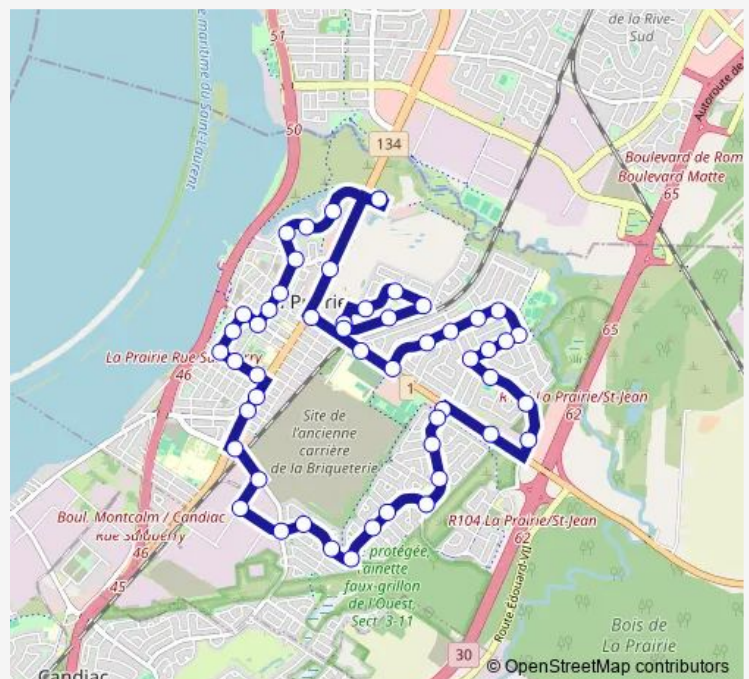 de la Rive-
Sud
51
50
134
Autoroute de
Boulevard de Rom
Boulevard Matte
65
maritime du Saint-Laurent
Prairie
65
La Prairie Rue
46
1
La Prairie/St-Jean
62
Site de
l'ancienne
carrière
de la Briqueterie
Boul. Montcalm / Candiac
Rue Salaberry
46
R104 La Prairie/St-Jean
62
45
protégée,
ainette
faux-grillon
de l'Ouest,
Sect. 3-11
Route Édouard-VII
Bois de
La Prairie
30
Candiac
© OpenStreetMap contributors